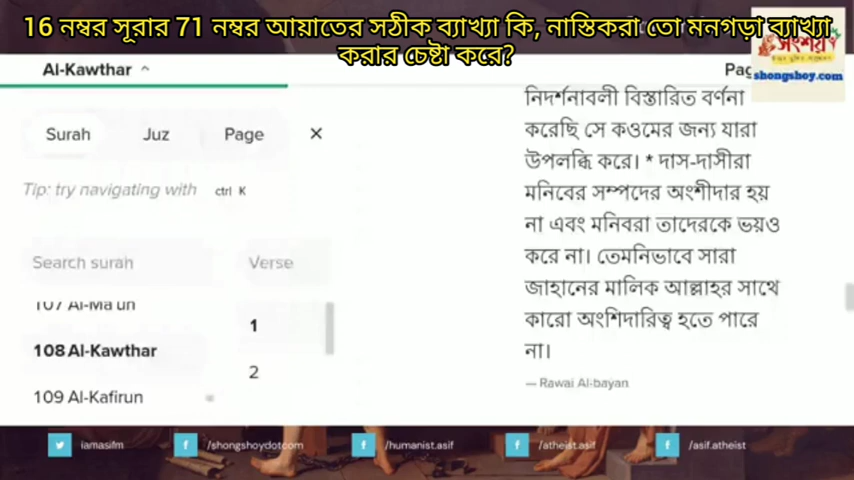 16 নম্বর সূরার 71 নম্বর আয়াতের সঠীক ব্যাখ্যা কি, নাস্তিকরা তো মনগড়া ব্যাখ্যা
করার চেষ্টা করে?
Al-Kawthar
Pag
সংশয়
shongshoy.com
Surah Juz Page ×
Tip: try navigating with ctrl K
Search surah Verse
107 Al-Ma'un
108 Al-Kawthar
109 Al-Kafirun
1
2
নিদর্শনাবলী বিস্তারিত বর্ণনা
করেছি সে কওমের জন্য যারা
উপলব্ধি করে। * দাস-দাসীরা
মনিবের সম্পদের অংশীদার হয়
না এবং মনিবরা তাদেরকে ভয়ও
করে না। তেমনিভাবে সারা
জাহানের মালিক আল্লাহর সাথে
কারো অংশিদারিত্ব হতে পারে
না।
— Rawai Al-bayan
iamasifm
/shongshoydotcom
/humanist.asif
/atheist.asif
/asif.atheist